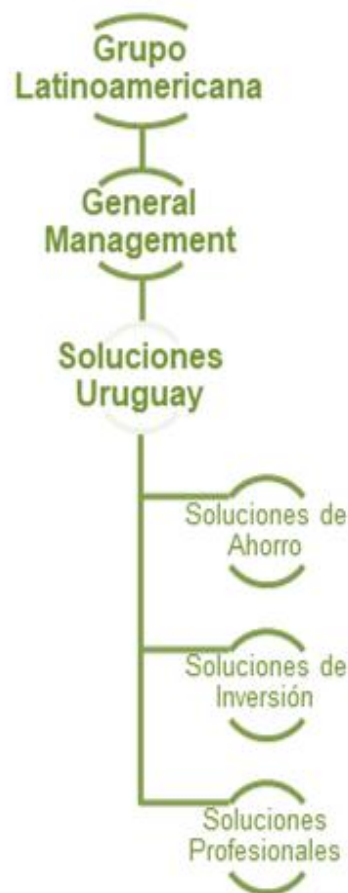 Grupo
Latinoamericana
General
Management
Soluciones
Uruguay
Soluciones de
Ahorro
Soluciones de
Inversión
Soluciones
Profesionales